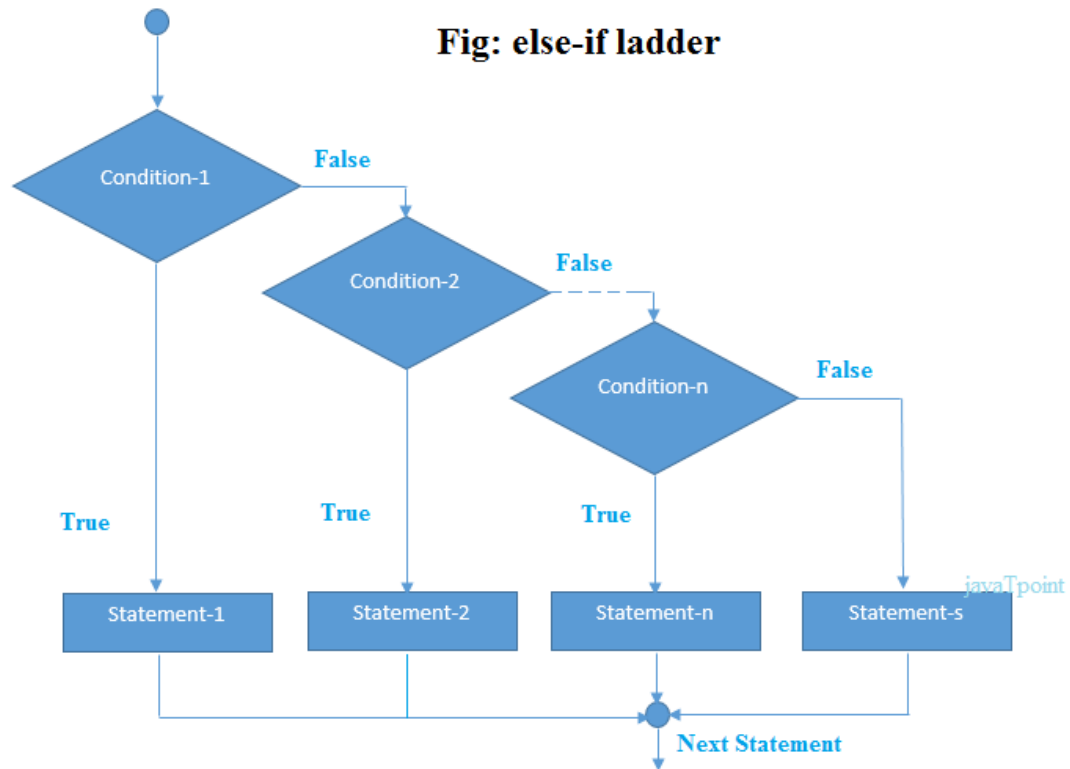 Fig: else-if ladder
False
Condition-1
False
Condition-2
False
Condition-n
True
True
True
javaTpoint
Statement-1
Statement-2
Statement-n
Statement-s
Next Statement